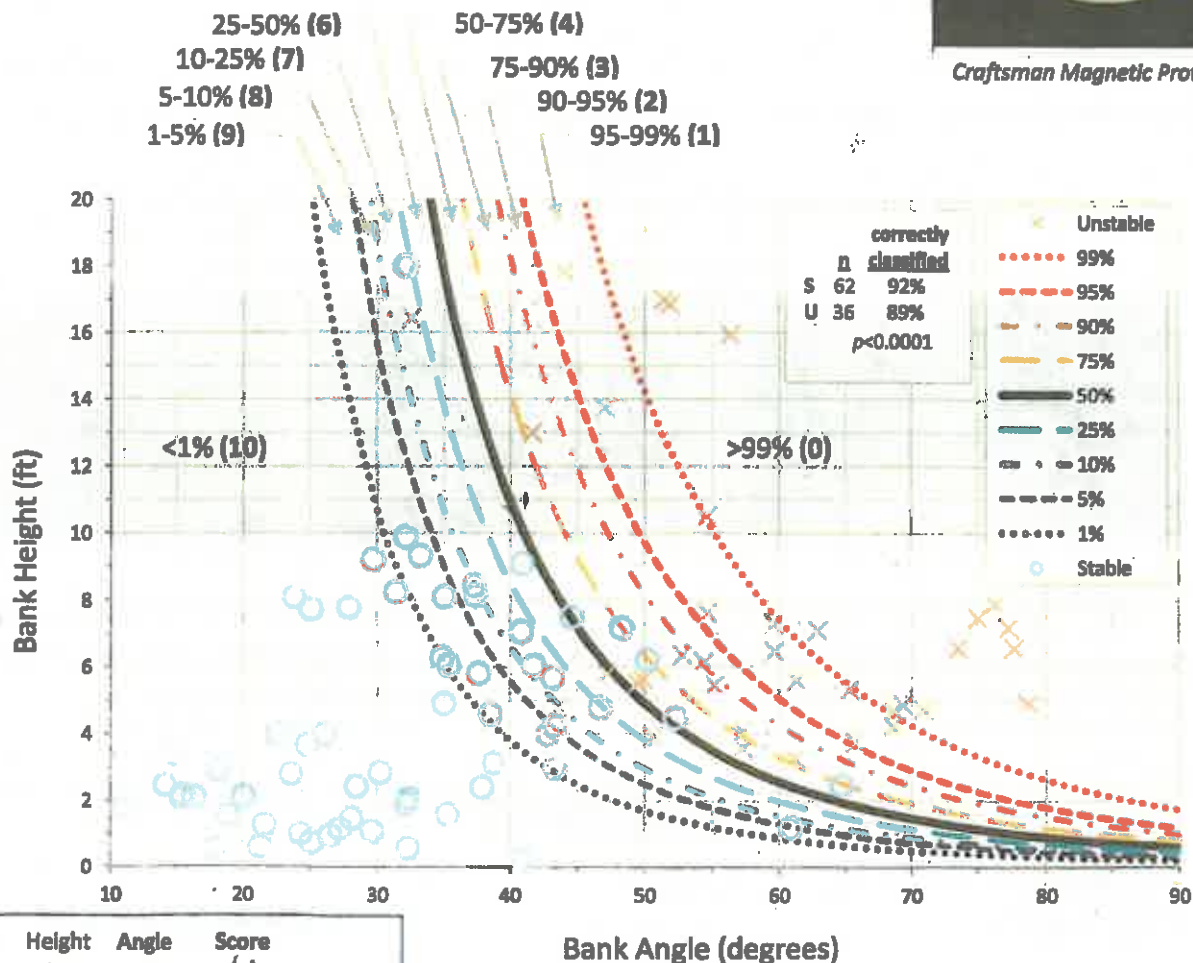 25-50% (6)
50-75% (4)
10-25% (7)
75-90% (3)
5-10% (8)
90-95% (2)
1-5% (9)
95-99% (1)
Craftsman Magnetic
20
18
16
14
12
10
8
6
4
2
0
Bank Height (ft)
<1% (10)
>99% (0)
correctly
n classified
S 62 92%
U 36 89%
p<0.0001
Unstable
99%
95%
90%
75%
50%
25%
10%
5%
1%
Stable
10 20 30 40 50 60 70 80 90
Bank Angle (degrees)
Height Angle Score